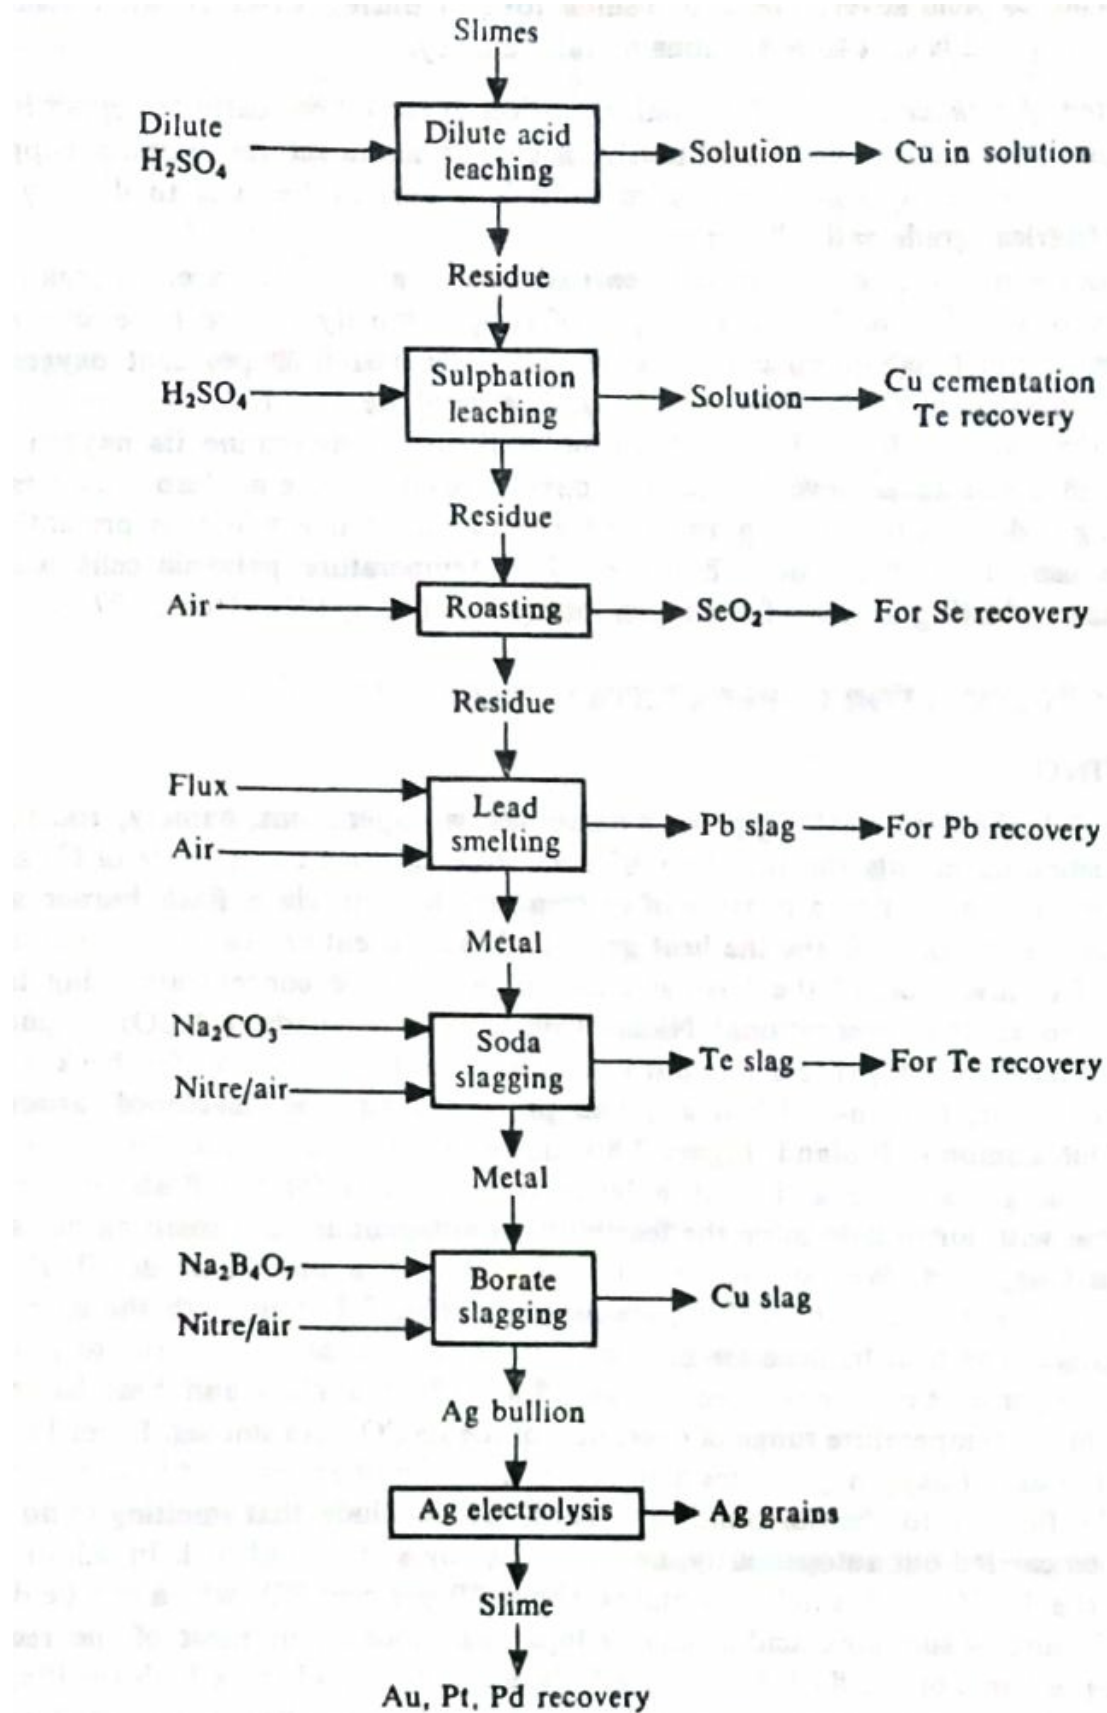 Slimes
Dilute
H₂SO₄
Dilute acid
leaching
Solution
Cu in solution
Residue
H₂SO₄
Sulphation
leaching
Solution
Cu cementation
Te recovery
Residue
Air
Roasting
SeO₂
For Se recovery
Residue
Flux
Air
Lead
smelting
Pb slag
For Pb recovery
Metal
Na₂CO₃
Nitre/air
Soda
slagging
Te slag
For Te recovery
Metal
Na₂B₄O₇
Nitre/air
Borate
slagging
Cu slag
Ag bullion
Ag electrolysis
Ag grains
Slime
Au, Pt, Pd recovery